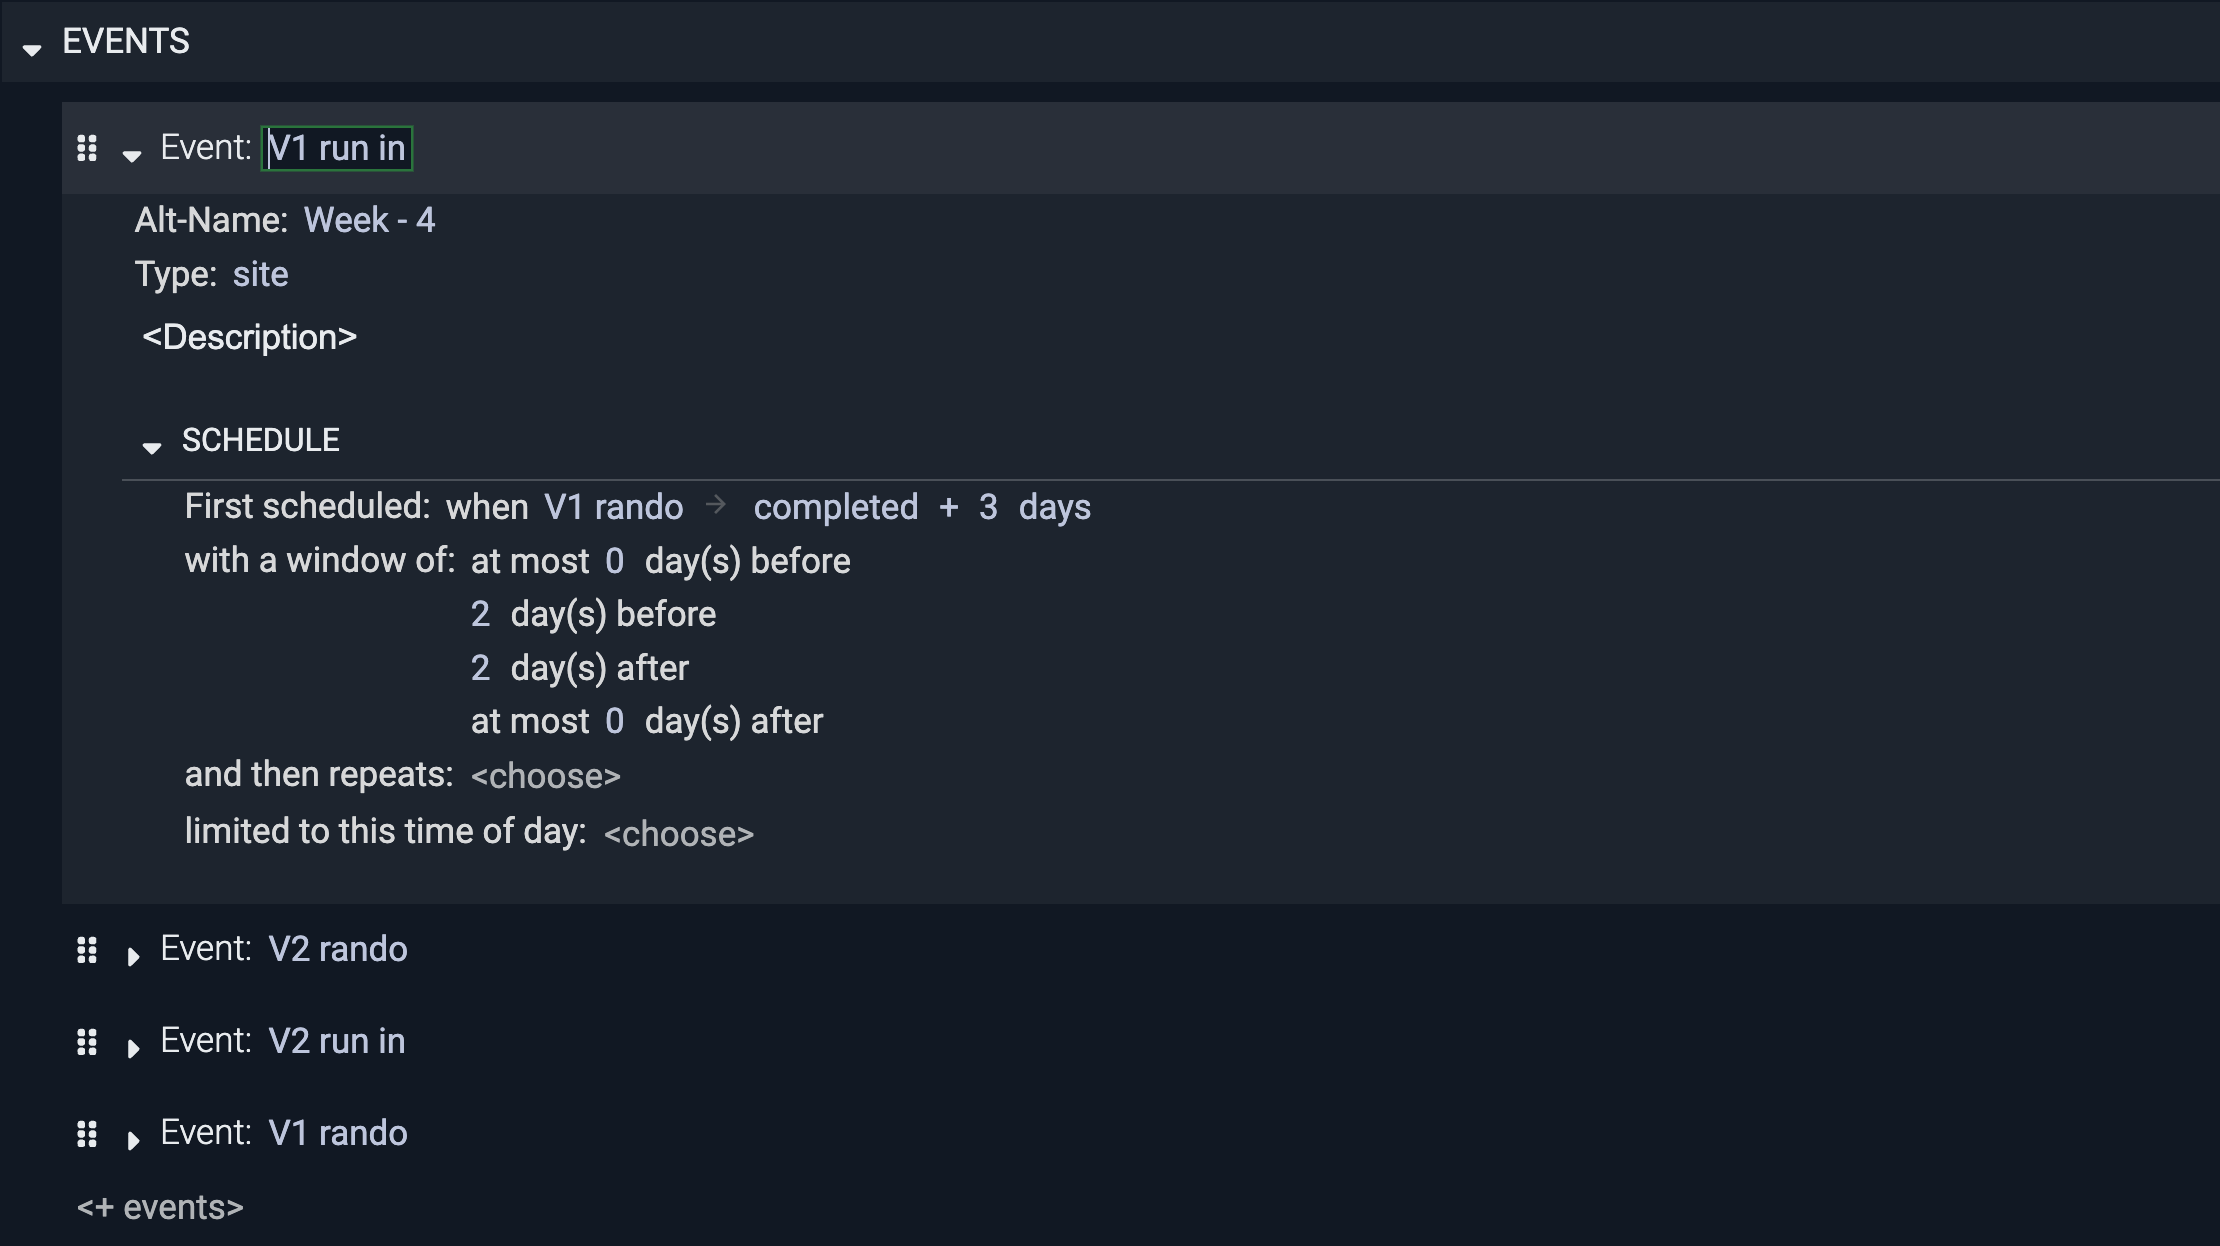 EVENTS
Event: V1 run in
Alt-Name: Week - 4
Type: site
<Description>
SCHEDULE
First scheduled: when V1 rando → completed + 3 days
with a window of: at most 0 day(s) before
2 day(s) before
2 day(s) after
at most 0 day(s) after
and then repeats: <choose>
limited to this time of day: <choose>
Event: V2 rando
Event: V2 run in
Event: V1 rando
<+ events>